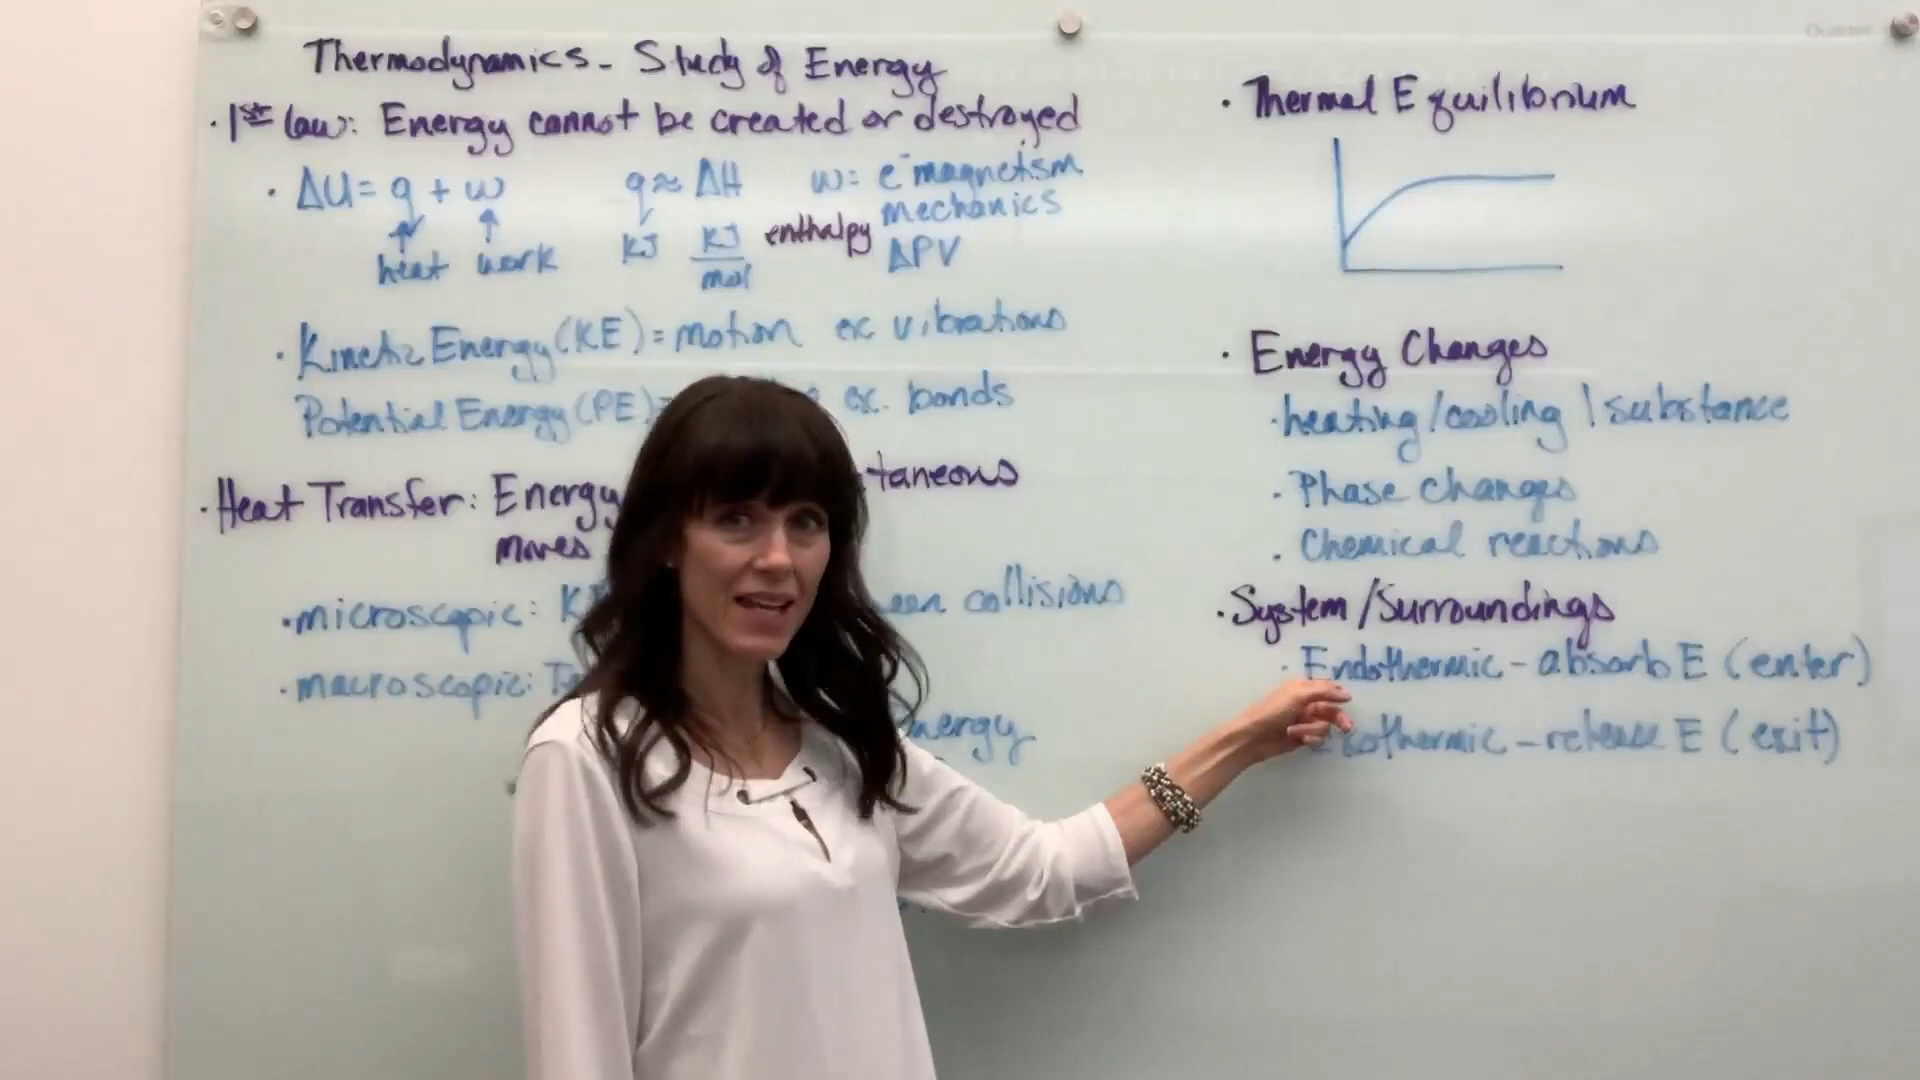 Thermodynamics - Study of Energy
· 1st law: Energy cannot be created or destroyed
· ΔU = q + w
heat work
q ≈ ΔH
kJ kJ/mol
enthalpy
w = e⁻magnetism
mechanics
ΔPV
· Kinetic Energy (KE) = motion ex vibrations
Potential Energy (PE) = ex. bonds
· Heat Transfer: Energy taneous
moves
· microscopic: K collisions
· macroscopic: T
nergy
· Thermal Equilibrium
· Energy Changes
· heating/cooling 1 substance
· Phase changes
· Chemical reactions
· System/Surroundings
· Endothermic - absorb E (enter)
othermic - release E (exit)
Quartet